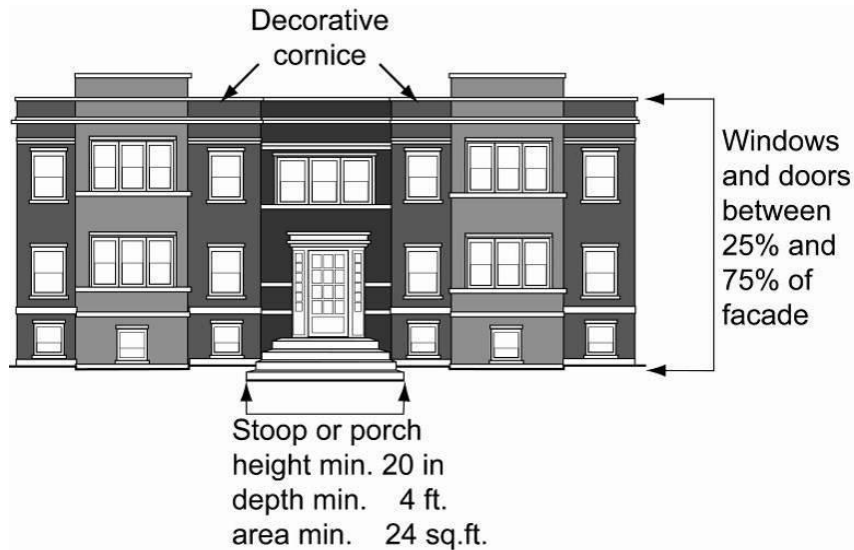 Decorative
cornice
Windows
and doors
between
25% and
75% of
facade
Stoop or porch
height min. 20 in
depth min. 4 ft.
area min. 24 sq.ft.